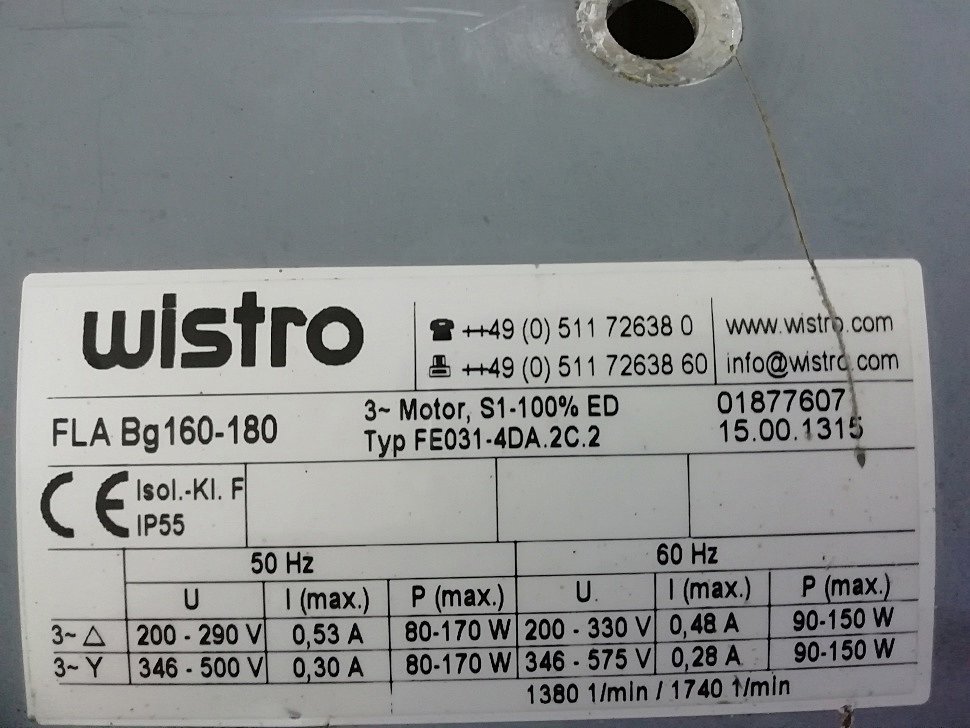 wistro
++49 (0) 511 72638 0
++49 (0) 511 72638 60
www.wistro.com
info@wistro.com
FLA Bg160-180
3~ Motor, S1-100% ED
Typ FE031-4DA.2C.2
01877607
15.00.1315
CE
Isol.-Kl. F
IP55
50 Hz 60 Hz
U I (max.) P (max.) U I (max.) P (max.)
3~ △ 200 - 290 V 0,53 A 80-170 W 200 - 330 V 0,48 A 90-150 W
3~ Y 346 - 500 V 0,30 A 80-170 W 346 - 575 V 0,28 A 90-150 W
1380 1/min / 1740 1/min